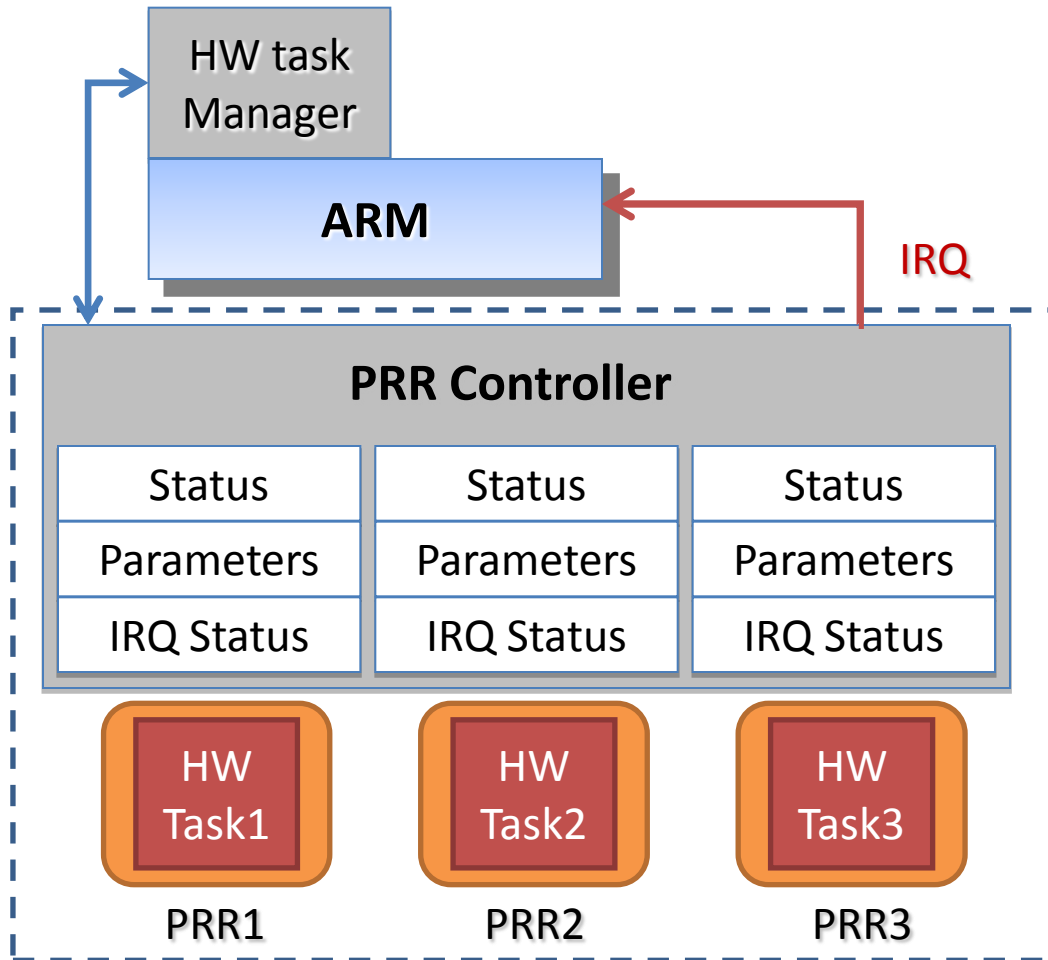 HW task
Manager
ARM
IRQ
PRR Controller
Status
Parameters
IRQ Status
Status
Parameters
IRQ Status
Status
Parameters
IRQ Status
HW
Task1
HW
Task2
HW
Task3
PRR1
PRR2
PRR3